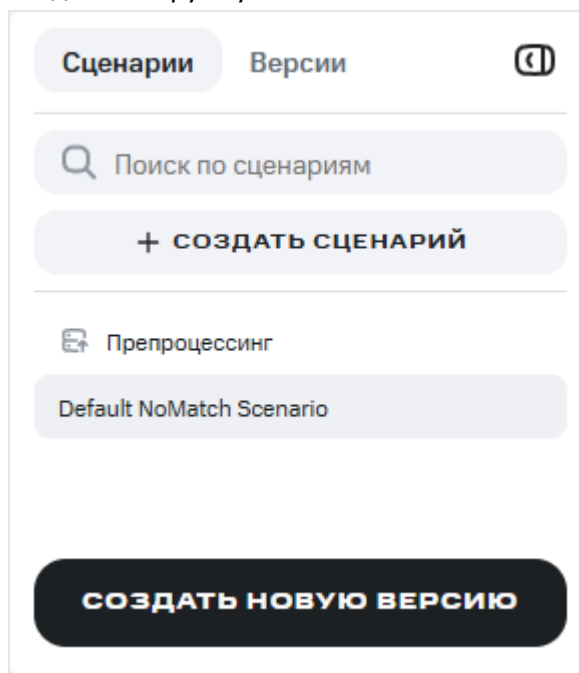 Сценарии Версии
Поиск по сценариям
+ СОЗДАТЬ СЦЕНАРИЙ
Препроцессинг
Default NoMatch Scenario
СОЗДАТЬ НОВУЮ ВЕРСИЮ